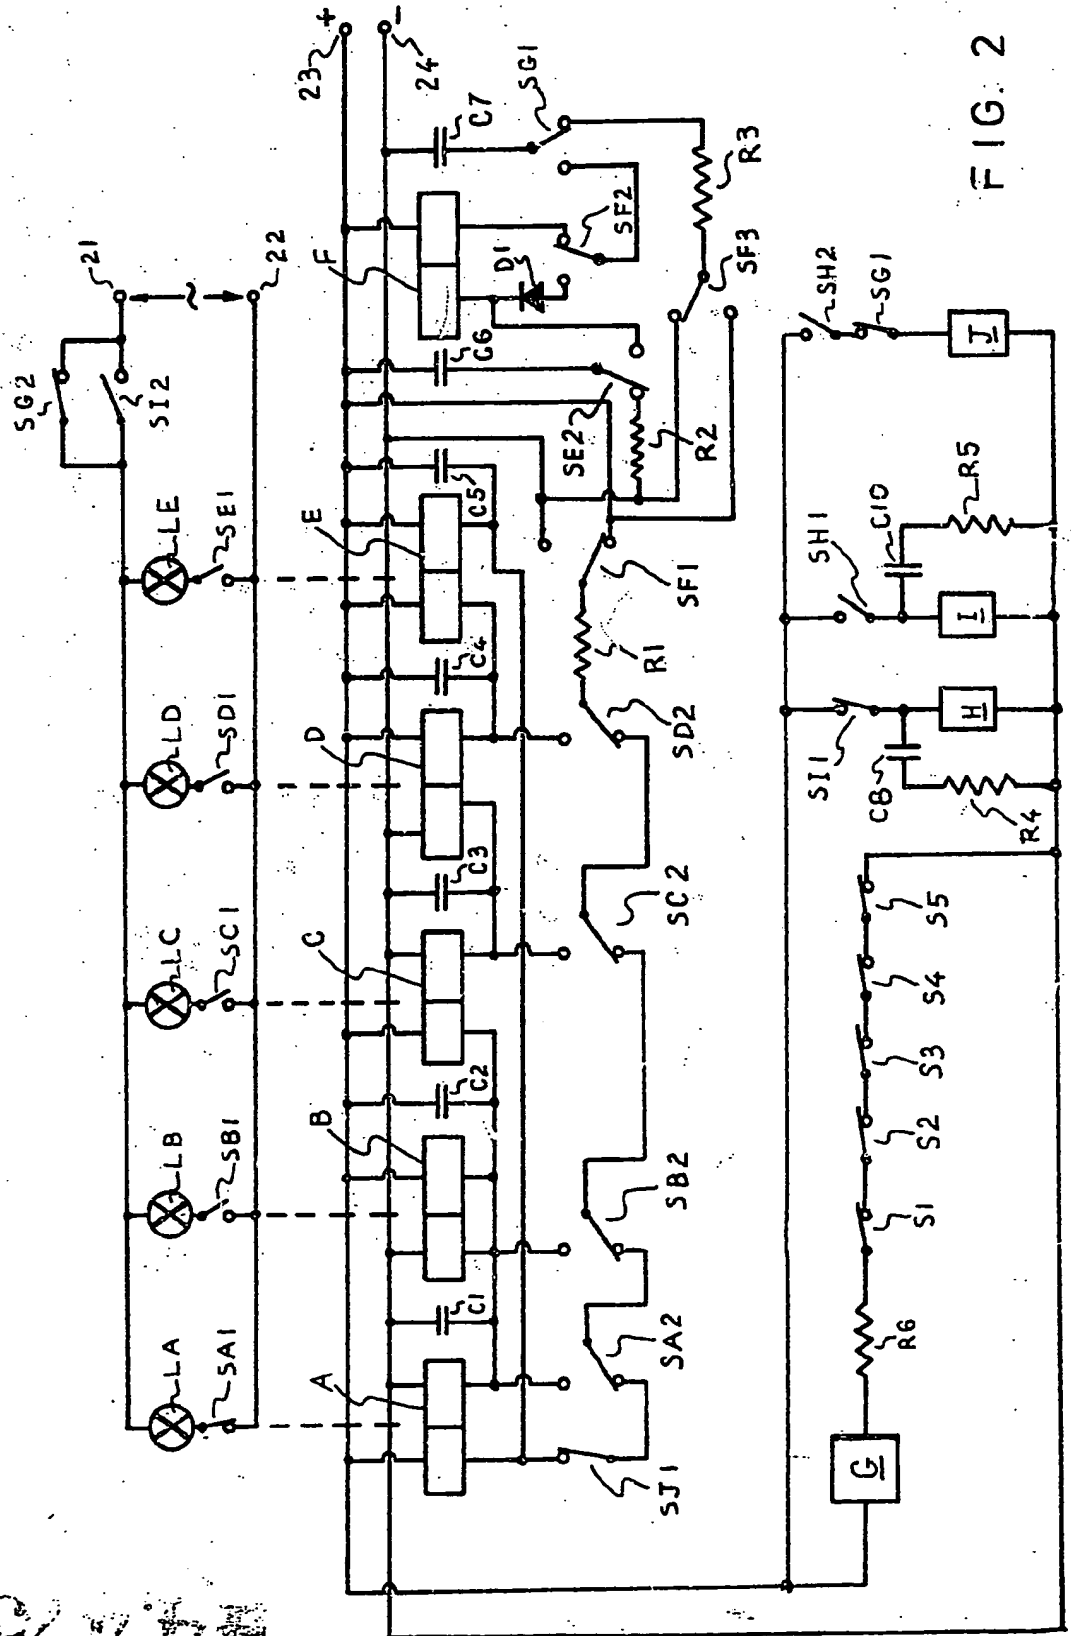 21
22
SG2
SI2
LE
SE1
LD
SD1
LC
SC1
LB
SB1
LA
SA1
+
-
23
24
F
E
D
C
B
A
C7
C6
C5
C4
C3
C2
C1
SG1
SF2
D1
R3
SF3
SE2
R2
SF1
R1
SD2
SC2
SB2
SA2
SJ1
SH2
SG1
J
SH1
C10
R5
I
SI1
C8
R4
H
S5
S4
S3
S2
S1
R6
G
FIG. 2